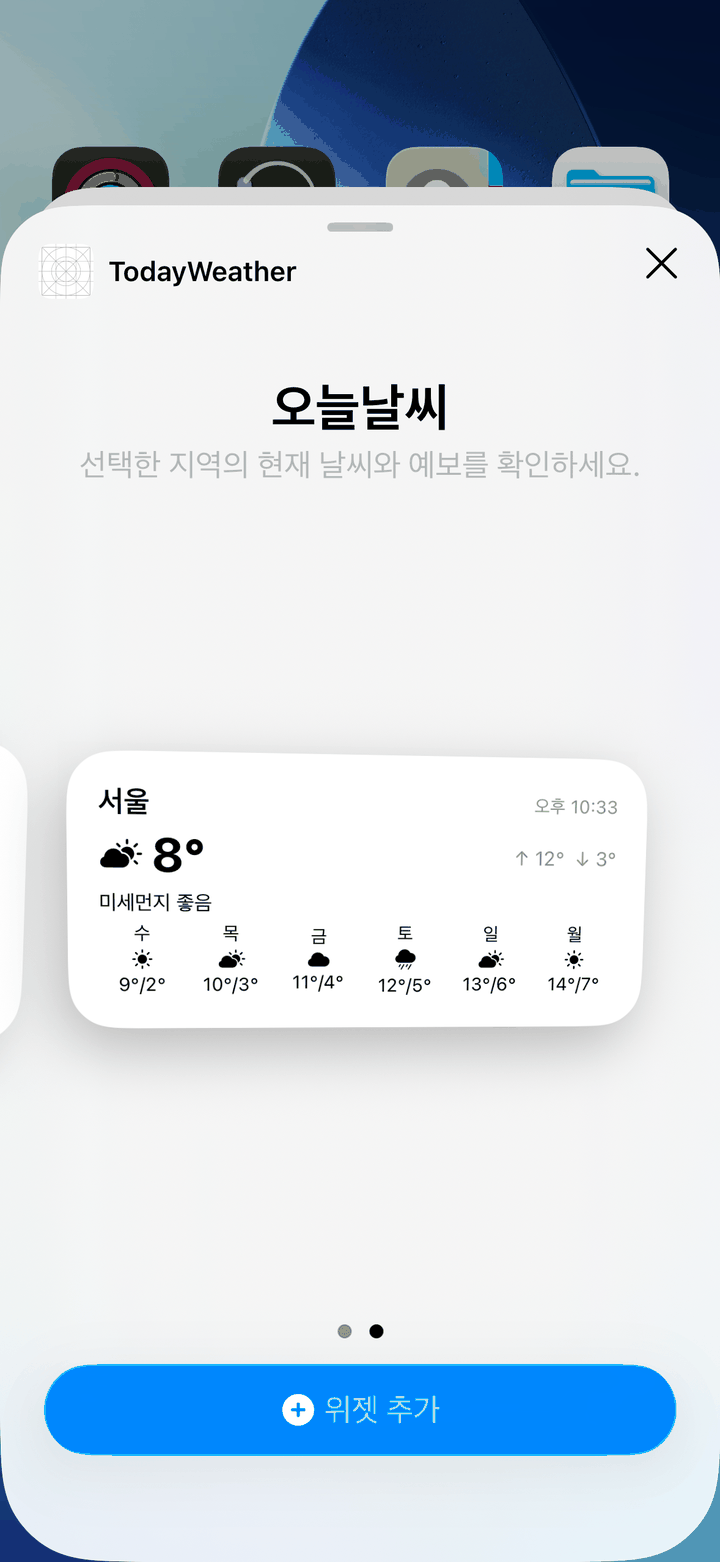 TodayWeather
오늘날씨
선택한 지역의 현재 날씨와 예보를 확인하세요.
서울
오후 10:33
8°
↑ 12° ↓ 3°
미세먼지 좋음
수 목 금 토 일 월
9°/2° 10°/3° 11°/4° 12°/5° 13°/6° 14°/7°
위젯 추가